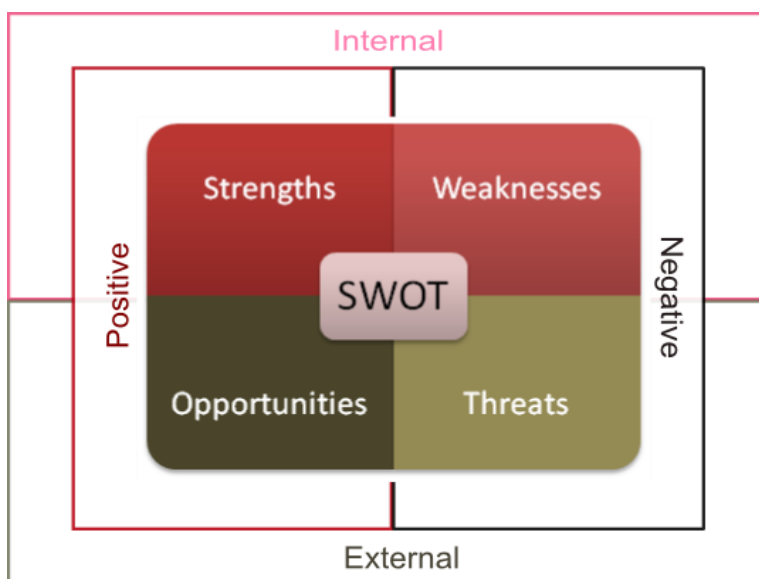 Internal
Strengths
Weaknesses
Positive
SWOT
Negative
Opportunities
Threats
External